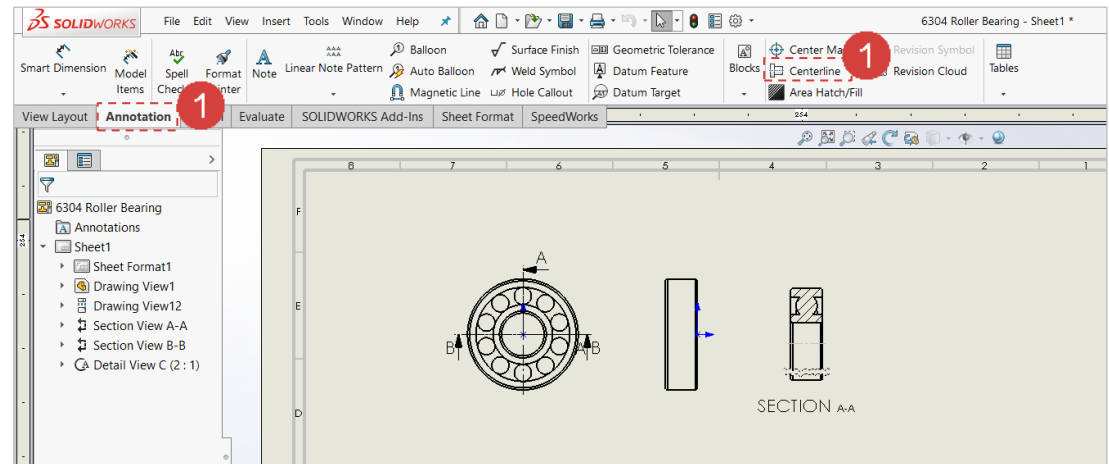 SOLIDWORKS File Edit View Insert Tools Window Help 6304 Roller Bearing - Sheet1 *
Smart Dimension Model Items Spell Format Note Linear Note Pattern
Balloon Surface Finish Geometric Tolerance
Auto Balloon Weld Symbol Datum Feature
Magnetic Line Hole Callout Datum Target
Blocks Center 1 Revision Symbol
Centerline Revision Cloud
Area Hatch/Fill
Tables
1
View Layout Annotation Evaluate SOLIDWORKS Add-Ins Sheet Format SpeedWorks
254
254
6304 Roller Bearing
Annotations
Sheet1
Sheet Format1
Drawing View1
Drawing View12
Section View A-A
Section View B-B
Detail View C (2 : 1)
8 7 6 5 4 3 2 1
F
E
D
A
B A B
SECTION A-A